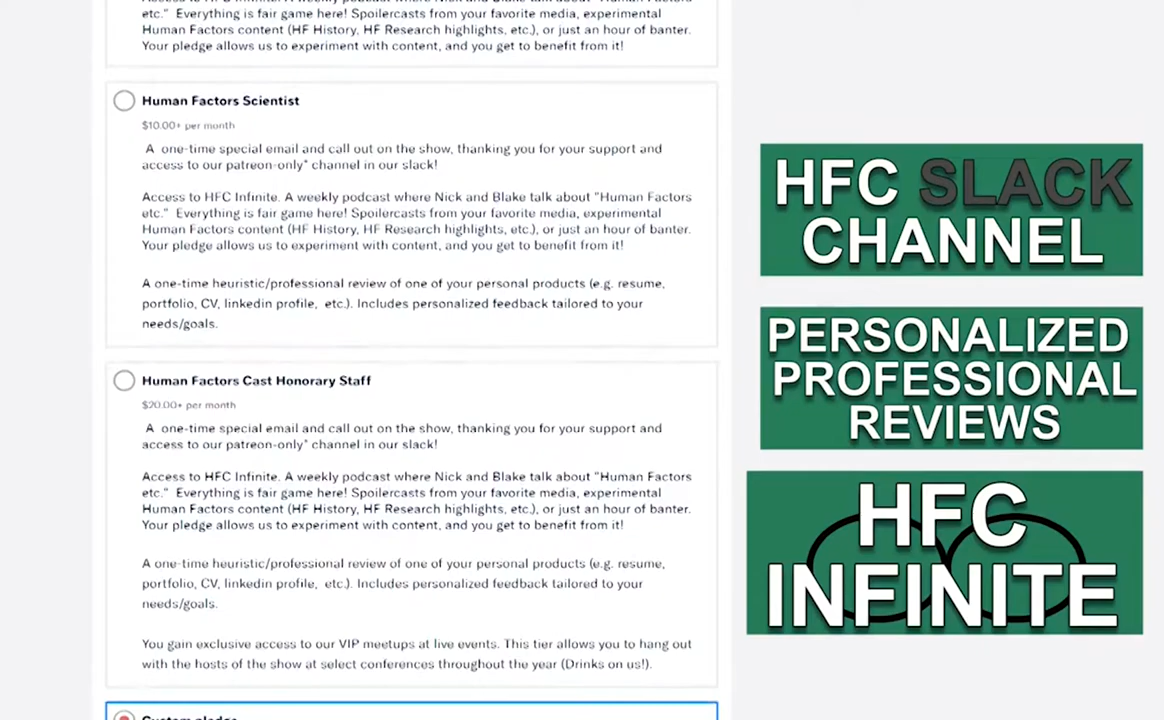 etc."  Everything is fair game here! Spoilercasts from your favorite media, experimental
Human Factors content (HF History, HF Research highlights, etc.), or just an hour of banter.
Your pledge allows us to experiment with content, and you get to benefit from it!
Human Factors Scientist
$10.00+ per month
A one-time special email and call out on the show, thanking you for your support and
access to our patreon-only* channel in our slack!
Access to HFC Infinite. A weekly podcast where Nick and Blake talk about "Human Factors
etc."  Everything is fair game here! Spoilercasts from your favorite media, experimental
Human Factors content (HF History, HF Research highlights, etc.), or just an hour of banter.
Your pledge allows us to experiment with content, and you get to benefit from it!
A one-time heuristic/professional review of one of your personal products (e.g. resume,
portfolio, CV, linkedin profile,  etc.). Includes personalized feedback tailored to your
needs/goals.
Human Factors Cast Honorary Staff
$20.00+ per month
A one-time special email and call out on the show, thanking you for your support and
access to our patreon-only* channel in our slack!
Access to HFC Infinite. A weekly podcast where Nick and Blake talk about "Human Factors
etc."  Everything is fair game here! Spoilercasts from your favorite media, experimental
Human Factors content (HF History, HF Research highlights, etc.), or just an hour of banter.
Your pledge allows us to experiment with content, and you get to benefit from it!
A one-time heuristic/professional review of one of your personal products (e.g. resume,
portfolio, CV, linkedin profile,  etc.). Includes personalized feedback tailored to your
needs/goals.
You gain exclusive access to our VIP meetups at live events. This tier allows you to hang out
with the hosts of the show at select conferences throughout the year (Drinks on us!).
Custom pledge
HFC SLACK
CHANNEL
PERSONALIZED
PROFESSIONAL
REVIEWS
HFC
INFINITE